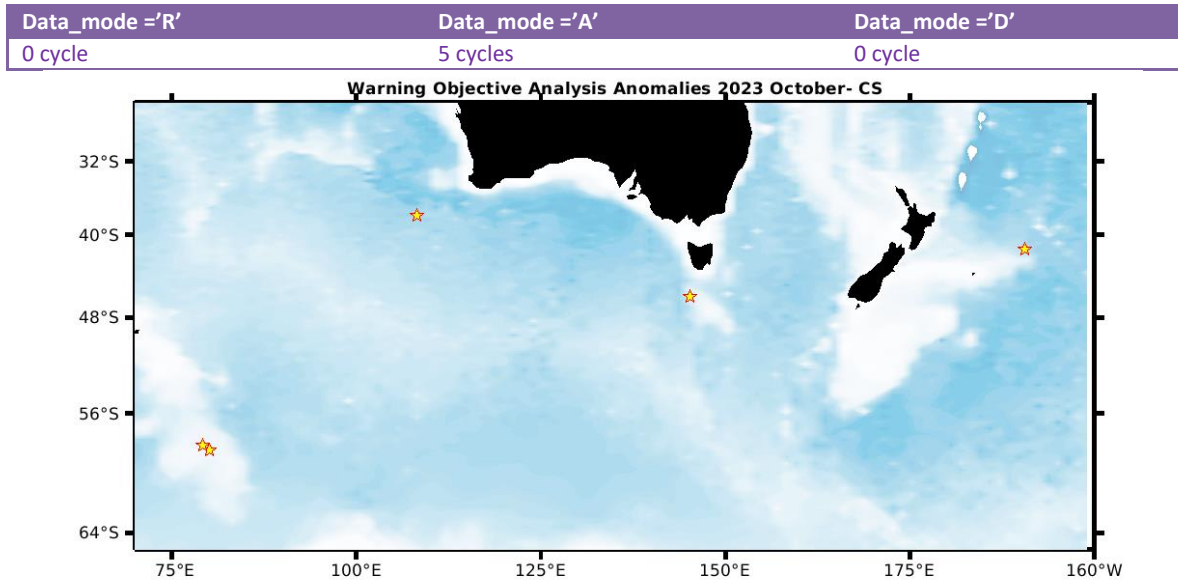 Data_mode ='R' Data_mode ='A' Data_mode ='D'
0 cycle 5 cycles 0 cycle
Warning Objective Analysis Anomalies 2023 October- CS
32°S
40°S
48°S
56°S
64°S
75°E 100°E 125°E 150°E 175°E 160°W